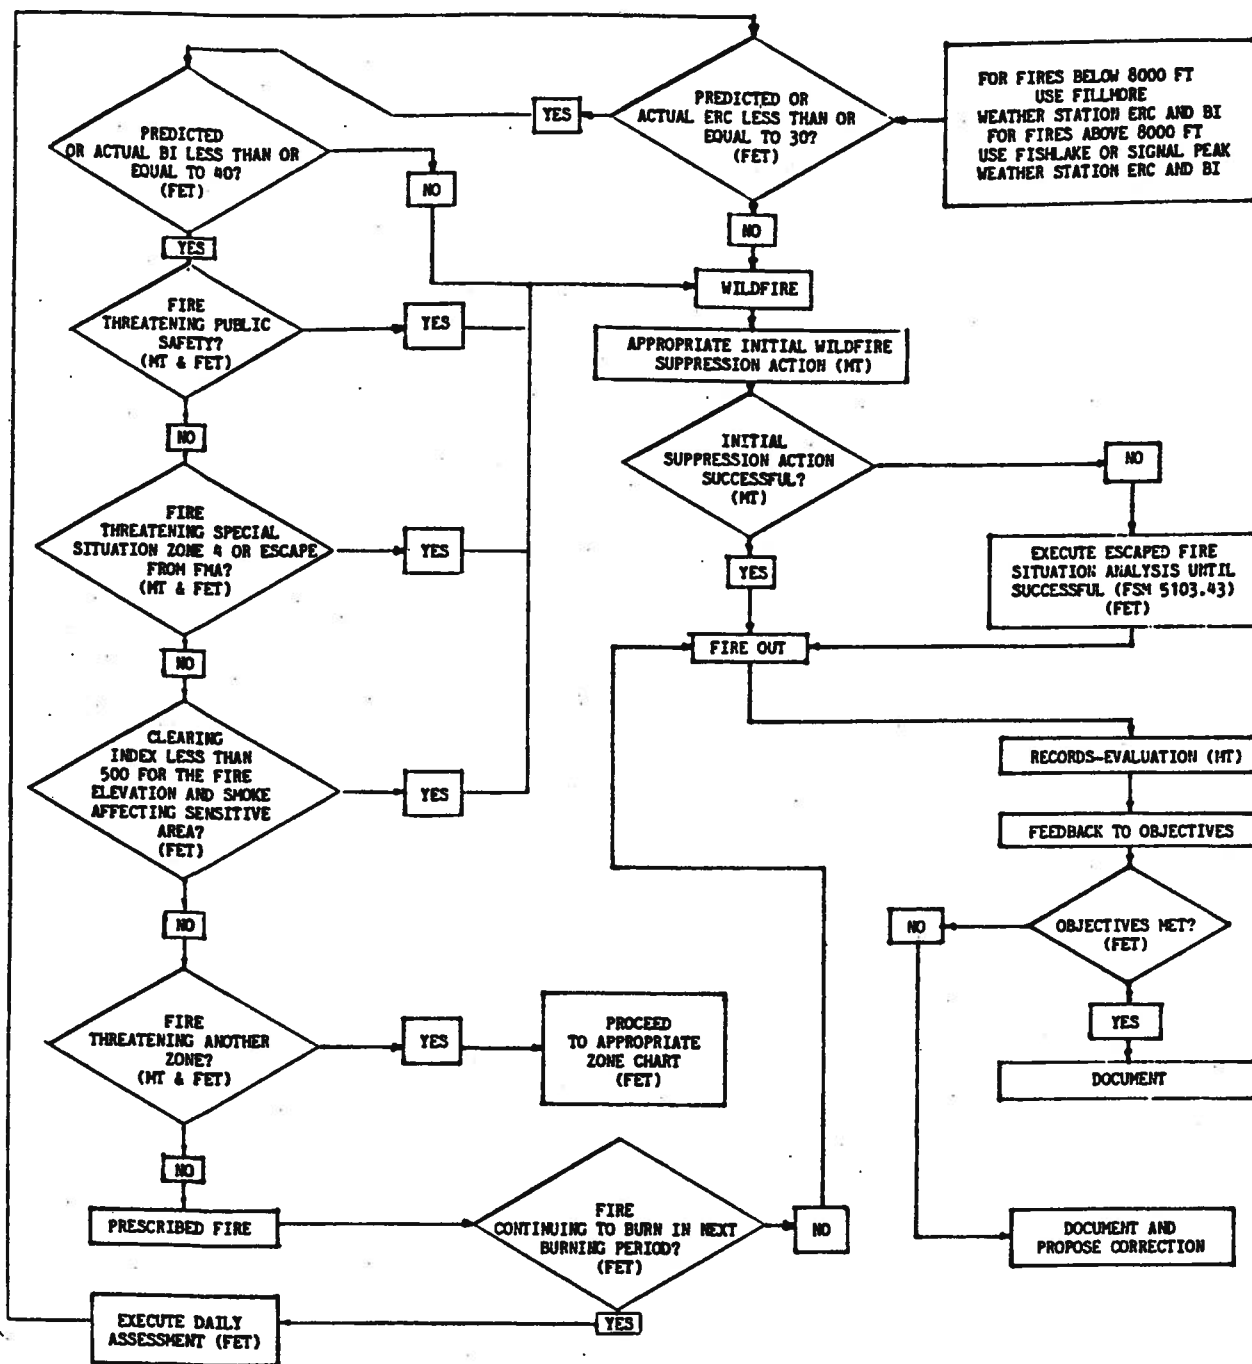 PREDICTED OR
ACTUAL ERC LESS THAN OR
EQUAL TO 30?
(FET)
FOR FIRES BELOW 8000 FT
USE FILLMORE
WEATHER STATION ERC AND BI
FOR FIRES ABOVE 8000 FT
USE FISHLAKE OR SIGNAL PEAK
WEATHER STATION ERC AND BI
YES
PREDICTED
OR ACTUAL BI LESS THAN OR
EQUAL TO 40?
(FET)
NO
NO
YES
WILDFIRE
FIRE
THREATENING PUBLIC
SAFETY?
(MT & FET)
YES
APPROPRIATE INITIAL WILDFIRE
SUPPRESSION ACTION (MT)
NO
INITIAL
SUPPRESSION ACTION
SUCCESSFUL?
(MT)
NO
FIRE
THREATENING SPECIAL
SITUATION ZONE 4 OR ESCAPE
FROM FMA?
(MT & FET)
YES
YES
EXECUTE ESCAPED FIRE
SITUATION ANALYSIS UNTIL
SUCCESSFUL (FSM 5103.43)
(FET)
NO
FIRE OUT
CLEARING
INDEX LESS THAN
500 FOR THE FIRE
ELEVATION AND SMOKE
AFFECTING SENSITIVE
AREA?
(FET)
YES
RECORDS-EVALUATION (MT)
FEEDBACK TO OBJECTIVES
NO
NO
OBJECTIVES MET?
(FET)
FIRE
THREATENING ANOTHER
ZONE?
(MT & FET)
YES
PROCEED
TO APPROPRIATE
ZONE CHART
(FET)
YES
DOCUMENT
NO
PRESCRIBED FIRE
FIRE
CONTINUING TO BURN IN NEXT
BURNING PERIOD?
(FET)
NO
DOCUMENT AND
PROPOSE CORRECTION
EXECUTE DAILY
ASSESSMENT (FET)
YES